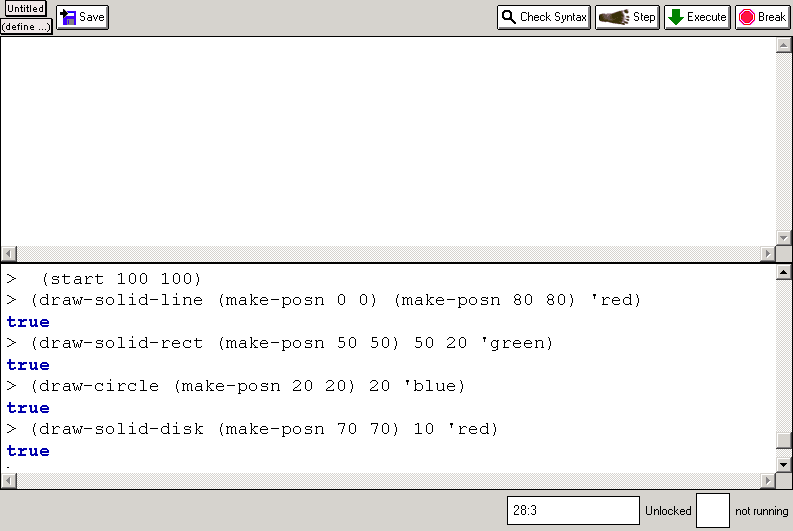 Untitled
(define ...)
Save
Check Syntax
Step
Execute
Break
> (start 100 100)
> (draw-solid-line (make-posn 0 0) (make-posn 80 80) 'red)
true
> (draw-solid-rect (make-posn 50 50) 50 20 'green)
true
> (draw-circle (make-posn 20 20) 20 'blue)
true
> (draw-solid-disk (make-posn 70 70) 10 'red)
true
28:3
Unlocked
not running